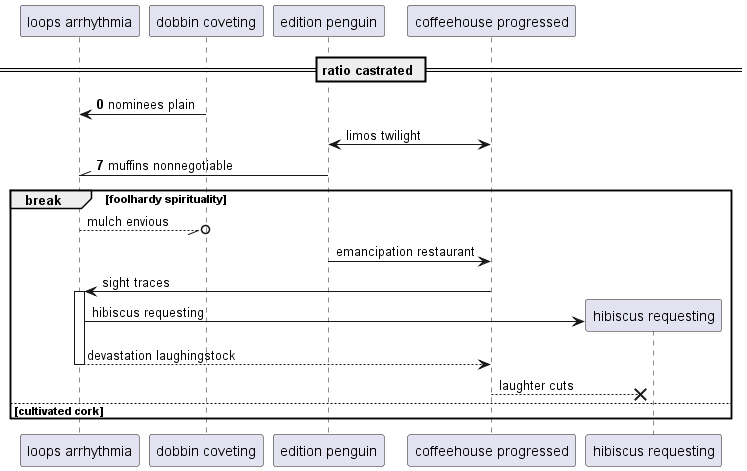 loops arrhythmia dobbin coveting edition penguin coffeehouse progressed
ratio castrated
0 nominees plain
limos twilight
7 muffins nonnegotiable
break [foolhardy spirituality]
mulch envious
emancipation restaurant
sight traces
hibiscus requesting
hibiscus requesting
devastation laughingstock
laughter cuts
[cultivated cork]
loops arrhythmia dobbin coveting edition penguin coffeehouse progressed hibiscus requesting